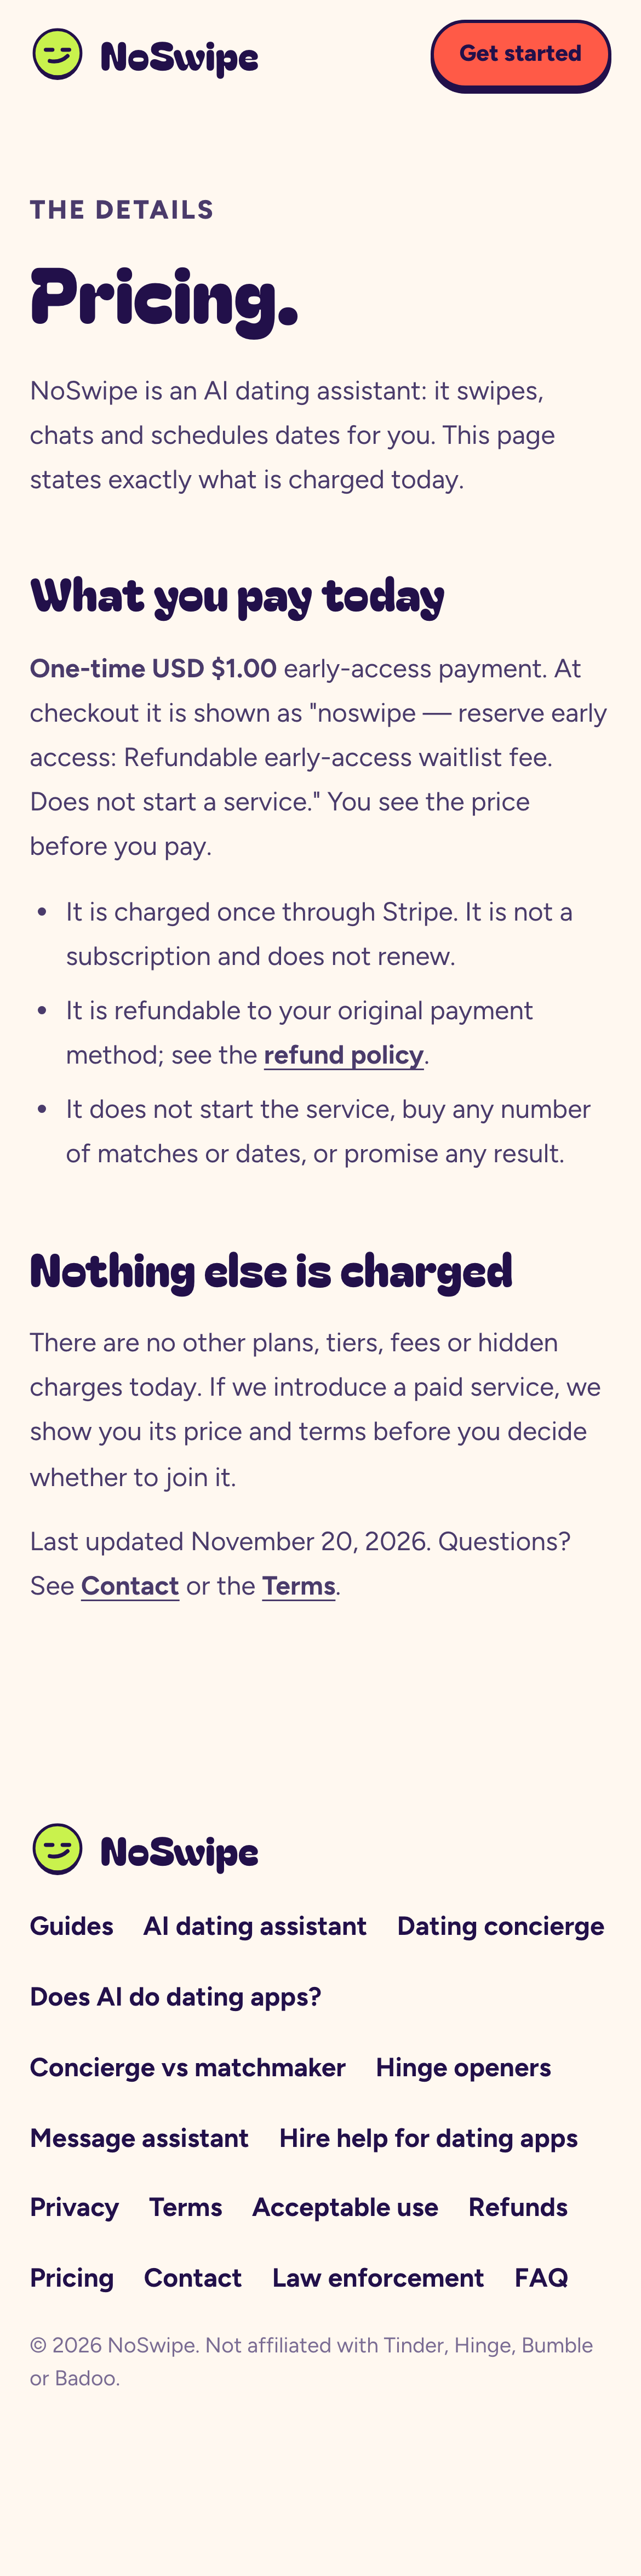 NoSwipe
Get started
THE DETAILS
Pricing.
NoSwipe is an AI dating assistant: it swipes,
chats and schedules dates for you. This page
states exactly what is charged today.
What you pay today
One-time USD $1.00 early-access payment. At
checkout it is shown as "noswipe — reserve early
access: Refundable early-access waitlist fee.
Does not start a service." You see the price
before you pay.
• It is charged once through Stripe. It is not a
subscription and does not renew.
• It is refundable to your original payment
method; see the refund policy.
• It does not start the service, buy any number
of matches or dates, or promise any result.
Nothing else is charged
There are no other plans, tiers, fees or hidden
charges today. If we introduce a paid service, we
show you its price and terms before you decide
whether to join it.
Last updated November 20, 2026. Questions?
See Contact or the Terms.
NoSwipe
Guides AI dating assistant Dating concierge
Does AI do dating apps?
Concierge vs matchmaker Hinge openers
Message assistant Hire help for dating apps
Privacy Terms Acceptable use Refunds
Pricing Contact Law enforcement FAQ
© 2026 NoSwipe. Not affiliated with Tinder, Hinge, Bumble
or Badoo.